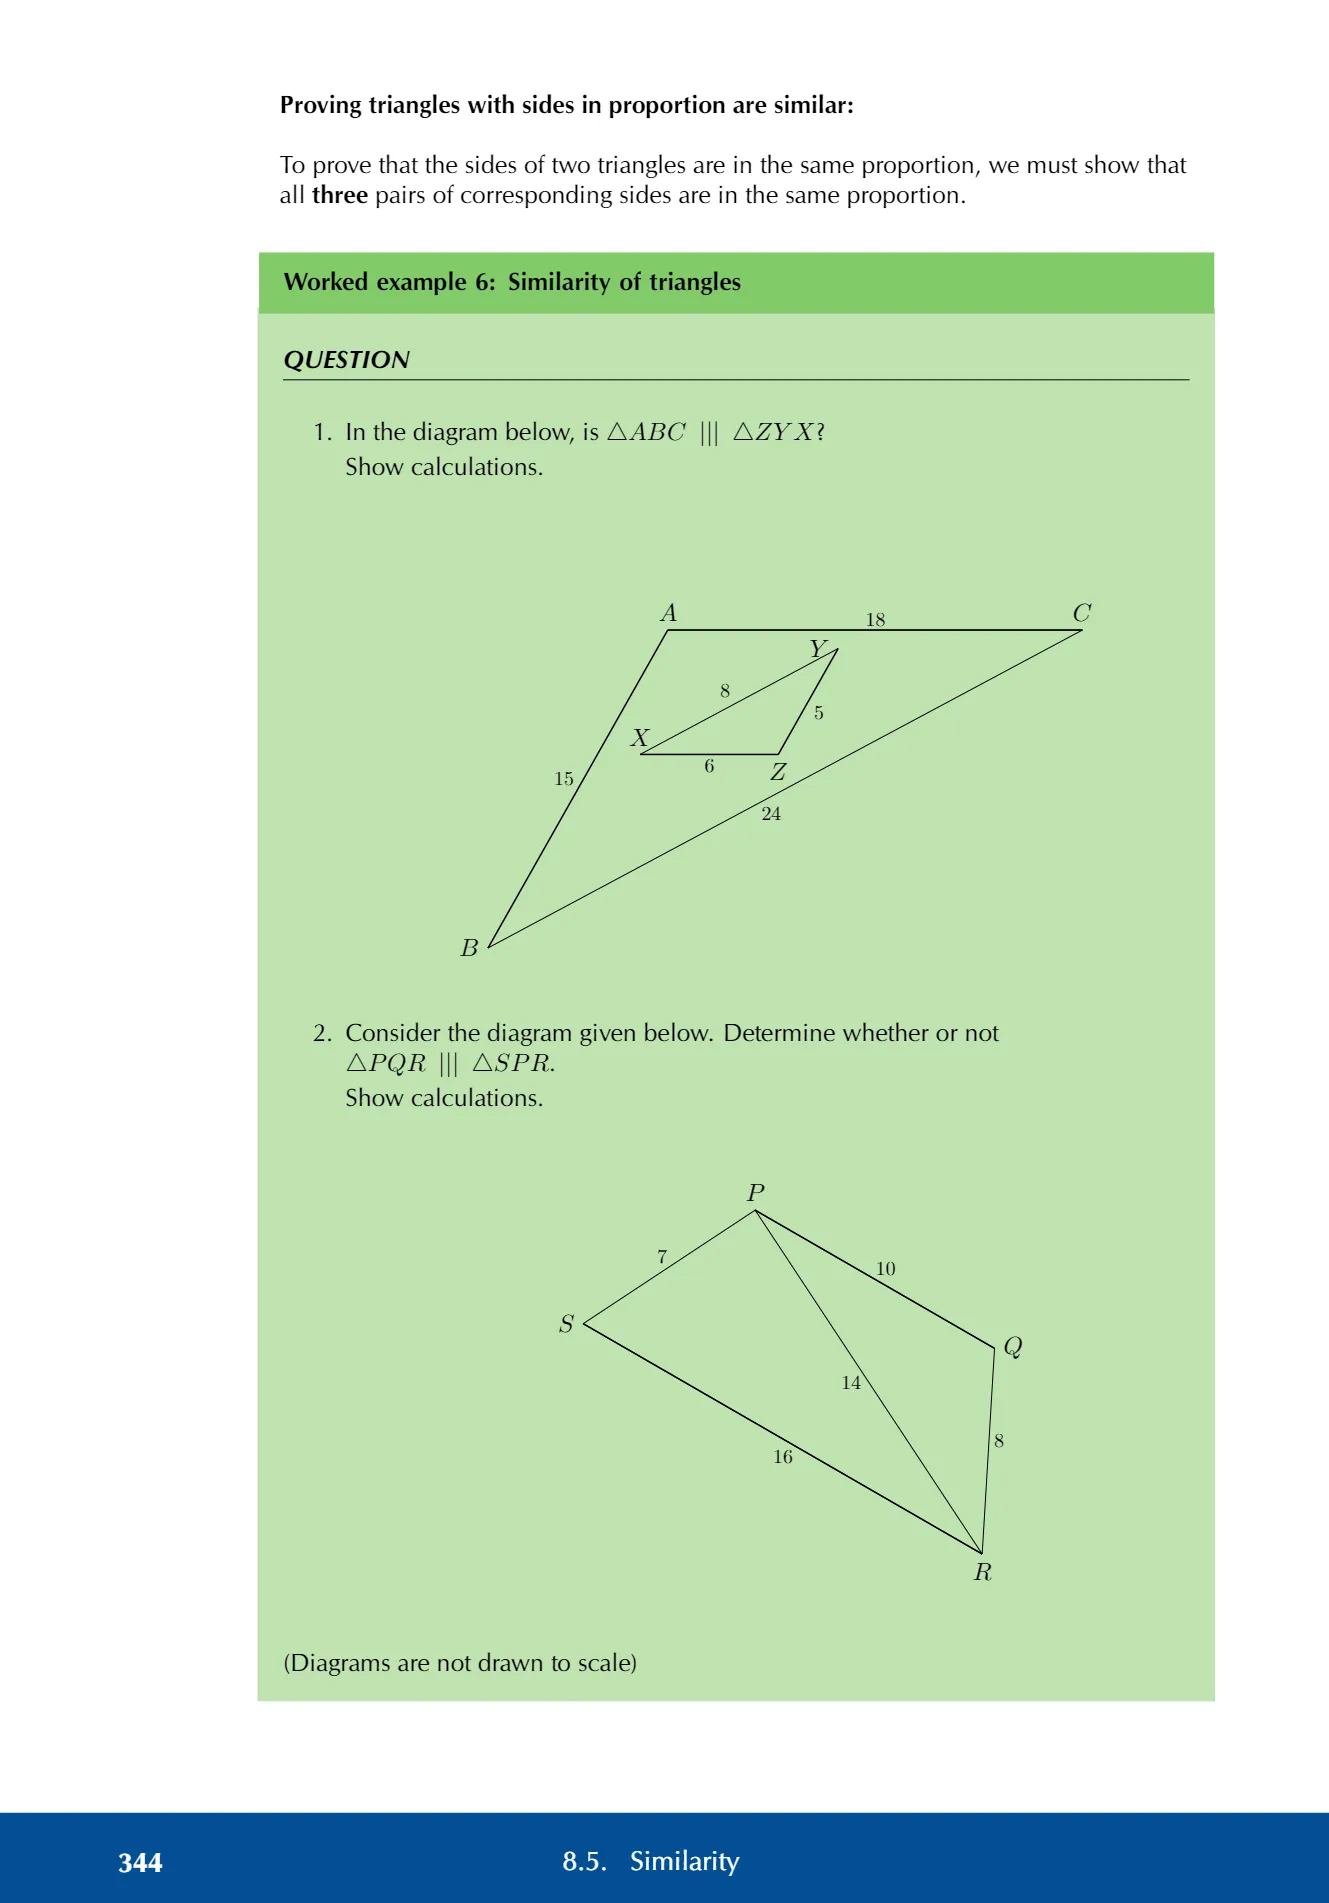 Proving triangles with sides in proportion are similar:
To prove that the sides of two triangles are in the same proportion, we must show that
all three pairs of corresponding sides are in the same proportion.
Worked example 6: Similarity of triangles
QUESTION
1. In the diagram below, is △ABC ||| △ZYX?
Show calculations.
A
18
C
Y
8
5
X
6
Z
15
24
B
2. Consider the diagram given below. Determine whether or not
△PQR ||| △SPR.
Show calculations.
P
7
10
S
Q
14
8
16
R
(Diagrams are not drawn to scale)
344
8.5. Similarity